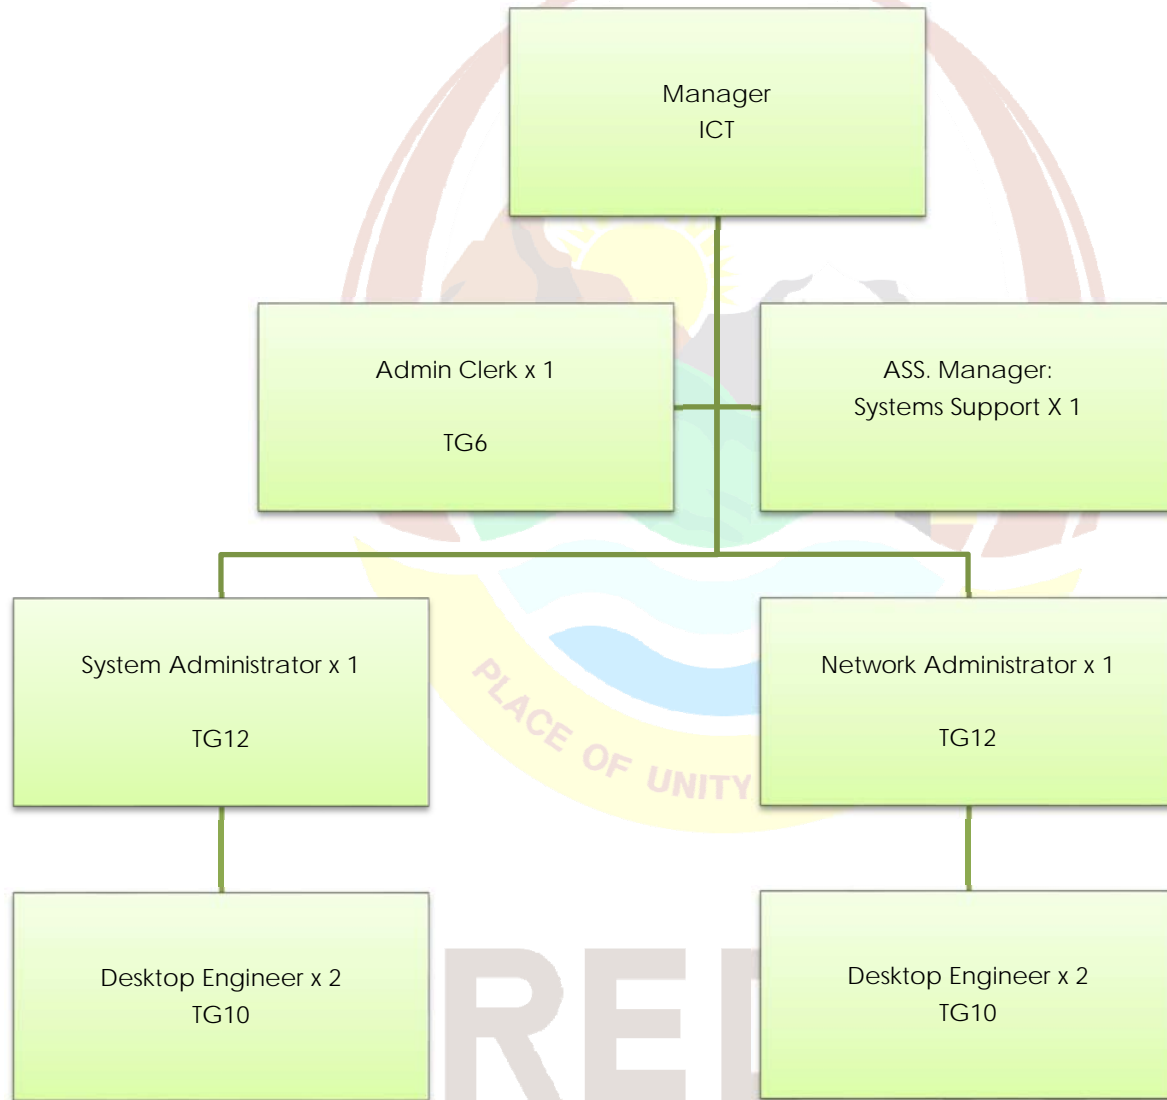 Manager
ICT
Admin Clerk x 1
TG6
ASS. Manager:
Systems Support X 1
System Administrator x 1
TG12
Network Administrator x 1
TG12
PLACE OF UNITY
Desktop Engineer x 2
TG10
Desktop Engineer x 2
TG10